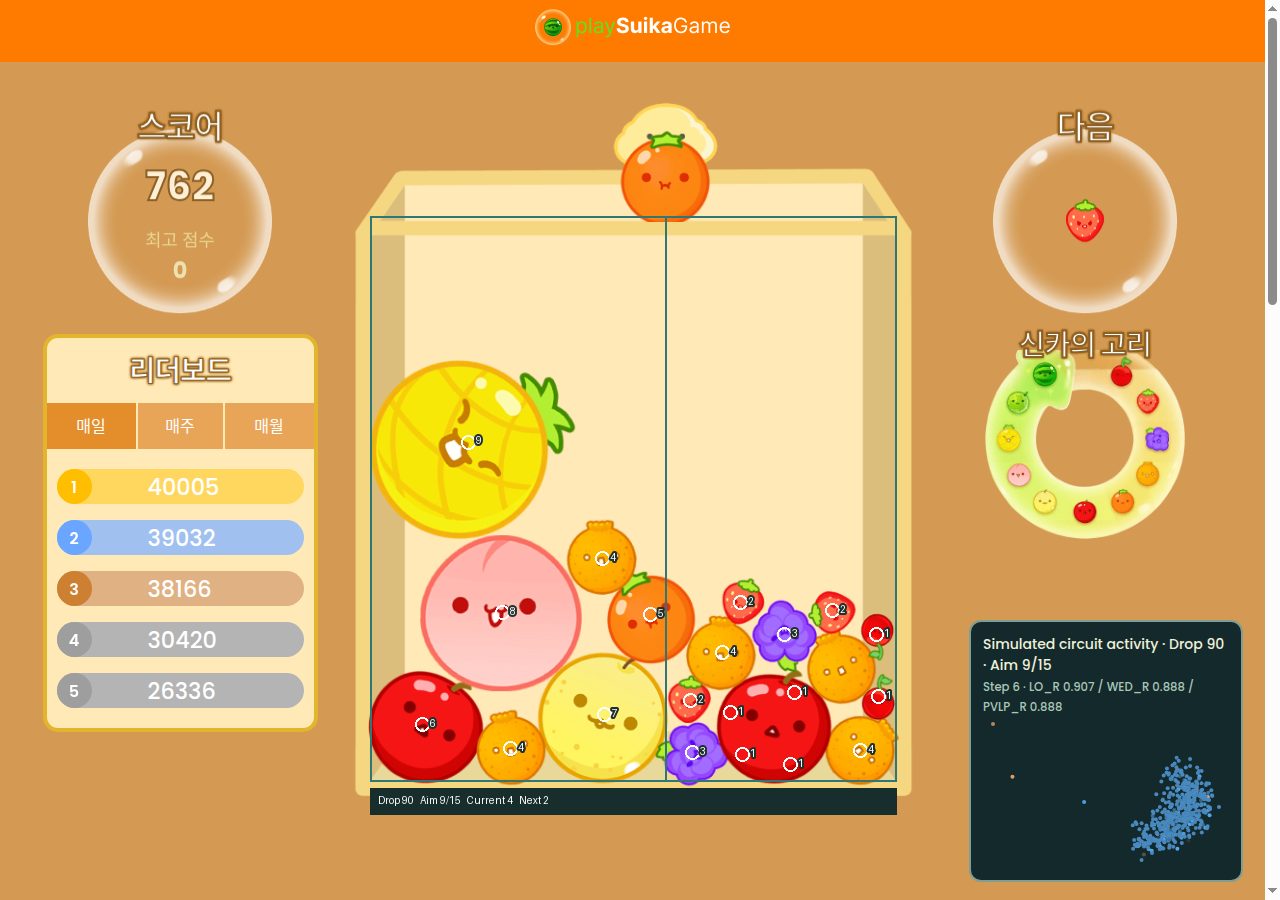 playSuikaGame
스코어
762
최고 점수
0
다음
리더보드
매일 매주 매월
1 40005
2 39032
3 38166
4 30420
5 26336
신카의 고리
9
4
8
5
2
2
3
1
4
2
1
1
1
6
4
7
3
1
1
4
Drop 90 Aim 9/15 Current 4 Next 2
Simulated circuit activity · Drop 90
· Aim 9/15
Step 6 · LO_R 0.907 / WED_R 0.888 /
PVLP_R 0.888